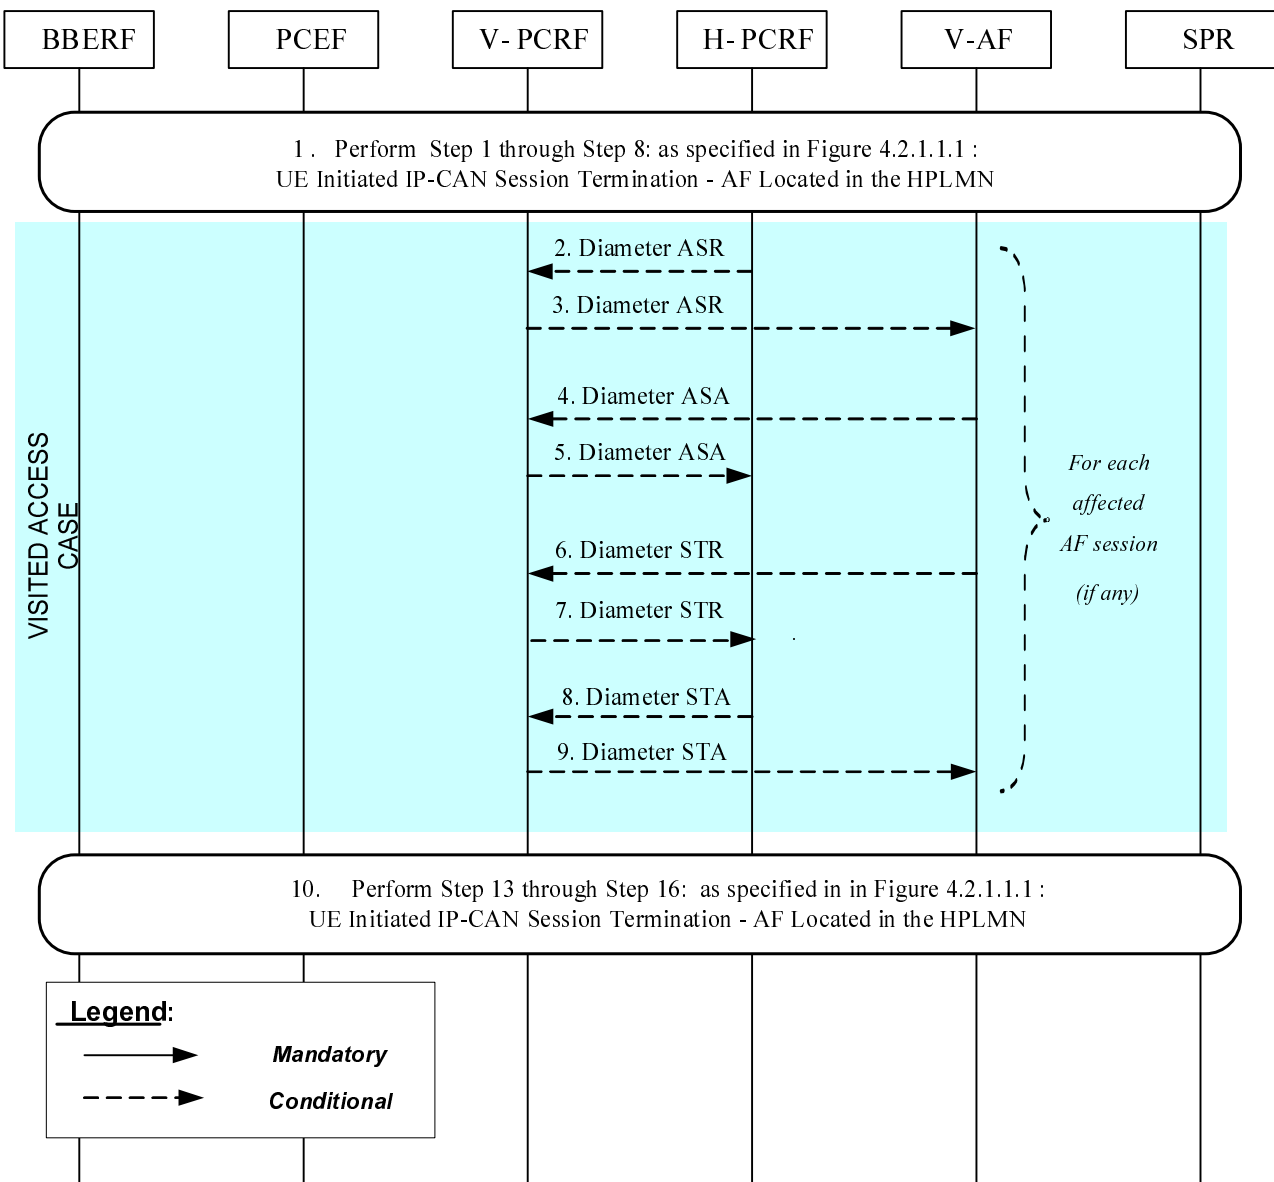 BBERF
PCEF
V- PCRF
H- PCRF
V-AF
SPR
1 . Perform Step 1 through Step 8: as specified in Figure 4.2.1.1.1 :
UE Initiated IP-CAN Session Termination - AF Located in the HPLMN
2. Diameter ASR
3. Diameter ASR
4. Diameter ASA
5. Diameter ASA
6. Diameter STR
7. Diameter STR
8. Diameter STA
9. Diameter STA
VISITED ACCESS
CASE
For each
affected
AF session
(if any)
10. Perform Step 13 through Step 16: as specified in in Figure 4.2.1.1.1 :
UE Initiated IP-CAN Session Termination - AF Located in the HPLMN
Legend:
Mandatory
Conditional